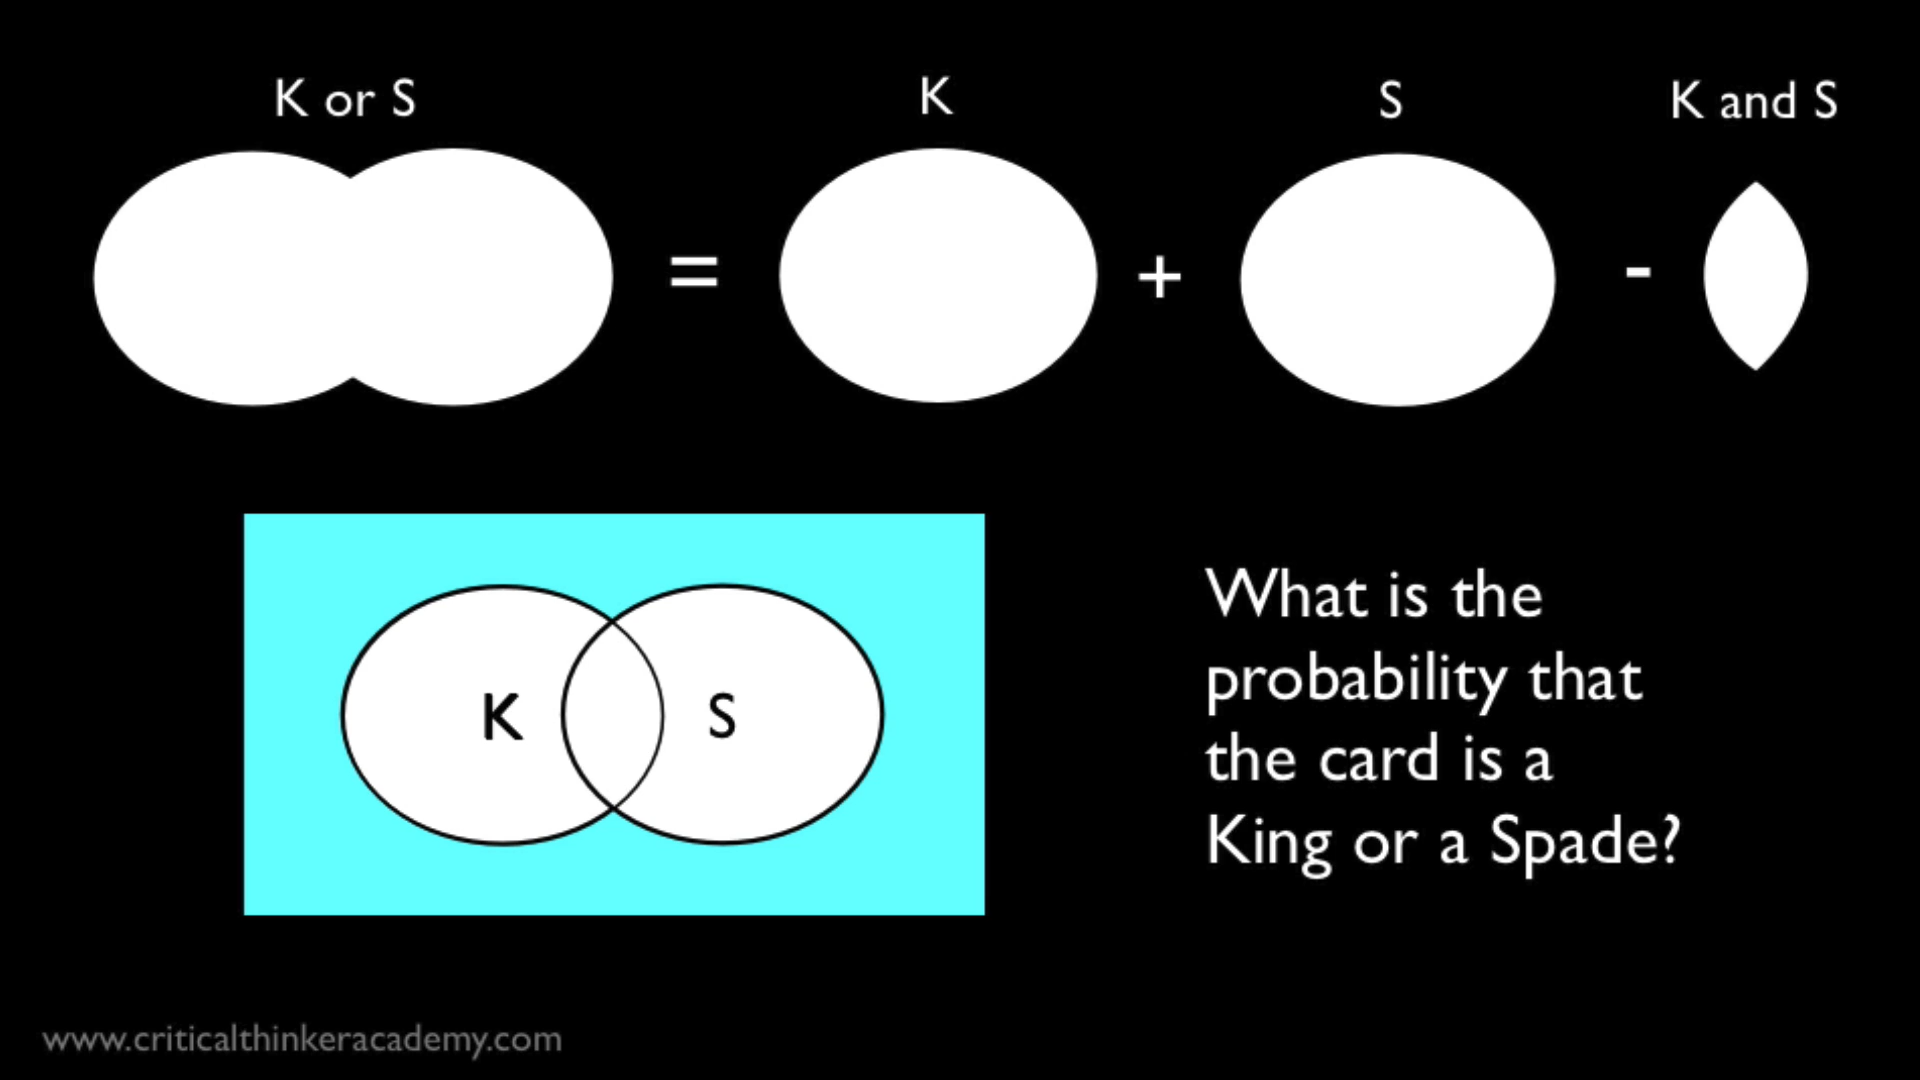 K or S
K
S
K and S
=
+
-
K
S
What is the
probability that
the card is a
King or a Spade?
www.criticalthinkeracademy.com